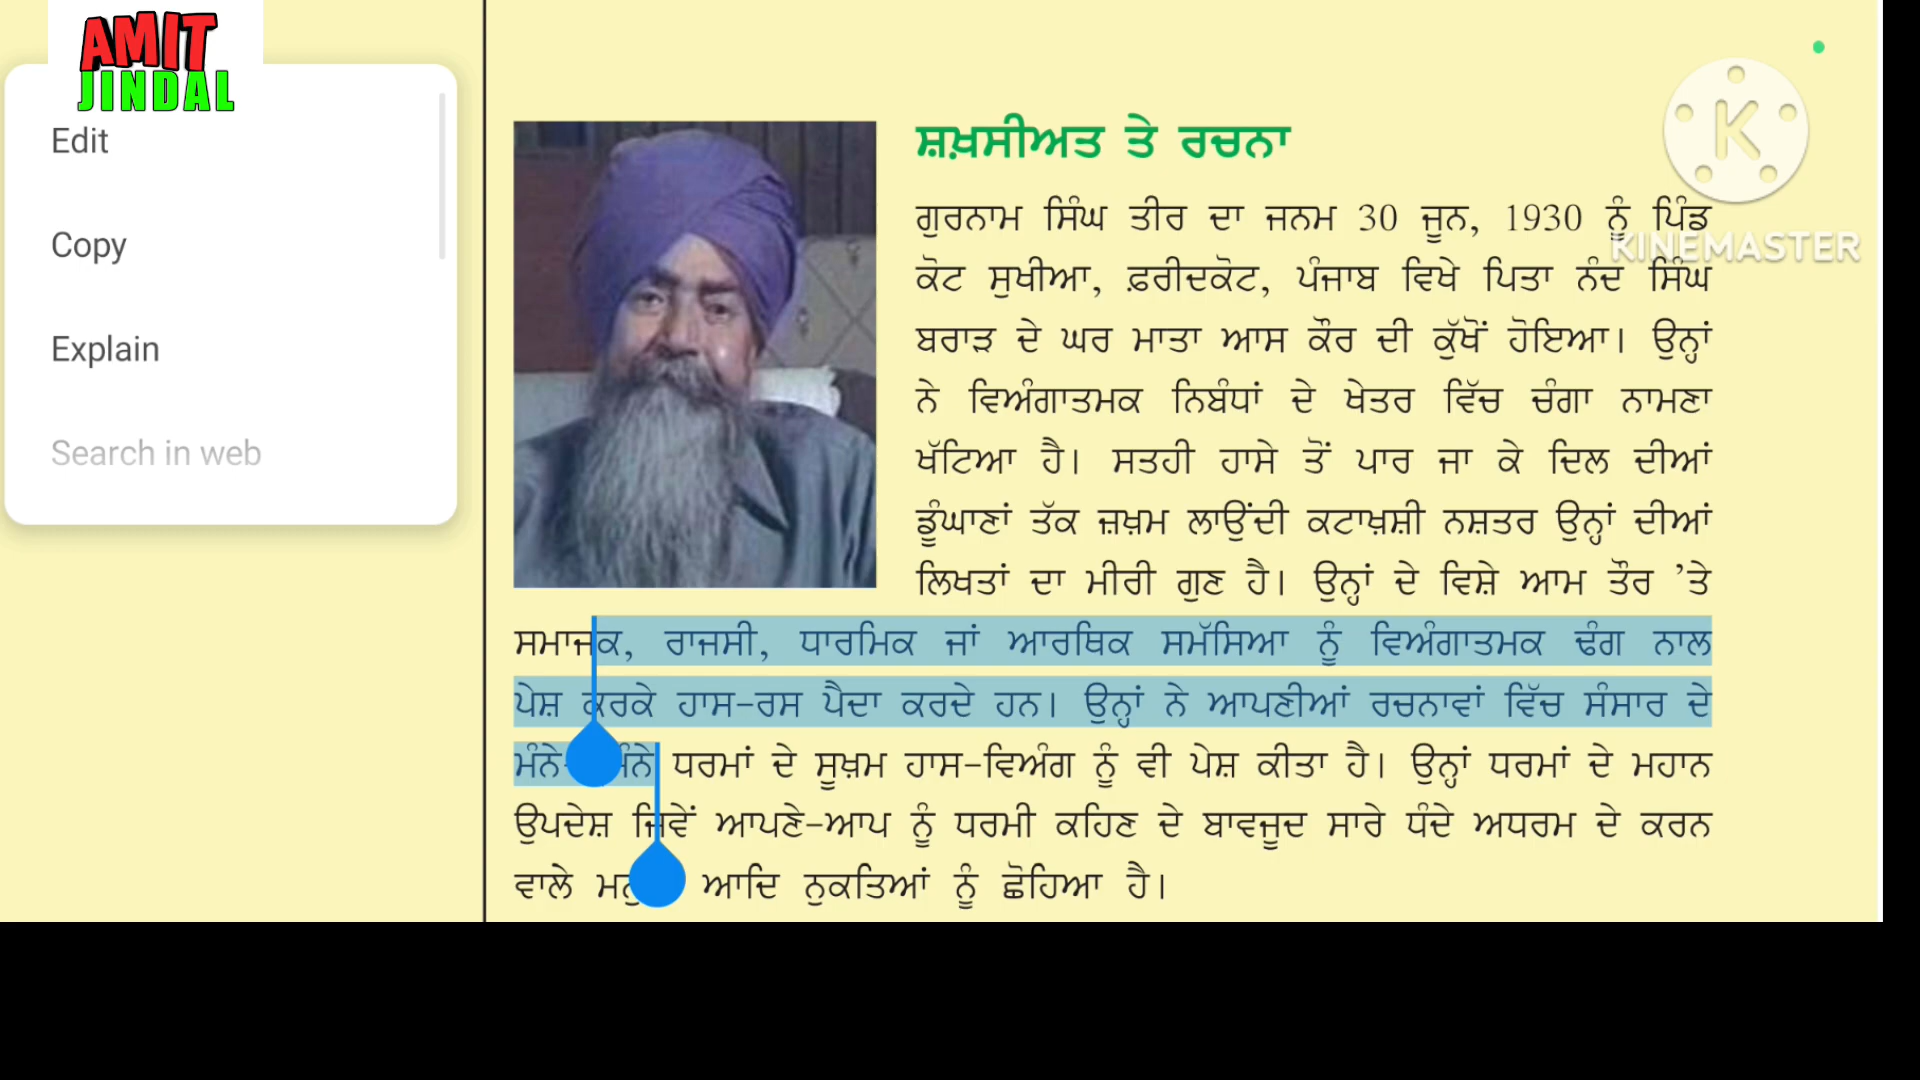 AMIT
JINDAL
Edit
Copy
Explain
Search in web
KINEMASTER
ਸ਼ਖ਼ਸੀਅਤ ਤੇ ਰਚਨਾ
ਗੁਰਨਾਮ ਸਿੰਘ ਤੀਰ ਦਾ ਜਨਮ 30 ਜੂਨ, 1930 ਨੂੰ ਪਿੰਡ
ਕੋਟ ਸੁਖੀਆ, ਫ਼ਰੀਦਕੋਟ, ਪੰਜਾਬ ਵਿਖੇ ਪਿਤਾ ਨੰਦ ਸਿੰਘ
ਬਰਾੜ ਦੇ ਘਰ ਮਾਤਾ ਆਸ ਕੌਰ ਦੀ ਕੁੱਖੋਂ ਹੋਇਆ। ਉਨ੍ਹਾਂ
ਨੇ ਵਿਅੰਗਾਤਮਕ ਨਿਬੰਧਾਂ ਦੇ ਖੇਤਰ ਵਿੱਚ ਚੰਗਾ ਨਾਮਣਾ
ਖੱਟਿਆ ਹੈ। ਸਤਹੀ ਹਾਸੇ ਤੋਂ ਪਾਰ ਜਾ ਕੇ ਦਿਲ ਦੀਆਂ
ਡੂੰਘਾਣਾਂ ਤੱਕ ਜ਼ਖ਼ਮ ਲਾਉਂਦੀ ਕਟਾਖ਼ਸ਼ੀ ਨਸ਼ਤਰ ਉਨ੍ਹਾਂ ਦੀਆਂ
ਲਿਖਤਾਂ ਦਾ ਮੀਰੀ ਗੁਣ ਹੈ। ਉਨ੍ਹਾਂ ਦੇ ਵਿਸ਼ੇ ਆਮ ਤੌਰ ’ਤੇ
ਸਮਾਜਕ, ਰਾਜਸੀ, ਧਾਰਮਿਕ ਜਾਂ ਆਰਥਿਕ ਸਮੱਸਿਆ ਨੂੰ ਵਿਅੰਗਾਤਮਕ ਢੰਗ ਨਾਲ
ਪੇਸ਼ ਕਰਕੇ ਹਾਸ-ਰਸ ਪੈਦਾ ਕਰਦੇ ਹਨ। ਉਨ੍ਹਾਂ ਨੇ ਆਪਣੀਆਂ ਰਚਨਾਵਾਂ ਵਿੱਚ ਸੰਸਾਰ ਦੇ
ਧਰਮਾਂ ਦੇ ਸੂਖ਼ਮ ਹਾਸ-ਵਿਅੰਗ ਨੂੰ ਵੀ ਪੇਸ਼ ਕੀਤਾ ਹੈ। ਉਨ੍ਹਾਂ ਧਰਮਾਂ ਦੇ ਮਹਾਨ
ਉਪਦੇਸ਼ ਜਿਵੇਂ ਆਪਣੇ-ਆਪ ਨੂੰ ਧਰਮੀ ਕਹਿਣ ਦੇ ਬਾਵਜੂਦ ਸਾਰੇ ਧੰਦੇ ਅਧਰਮ ਦੇ ਕਰਨ
ਵਾਲੇ ਆਦਿ ਨੁਕਤਿਆਂ ਨੂੰ ਛੋਹਿਆ ਹੈ।